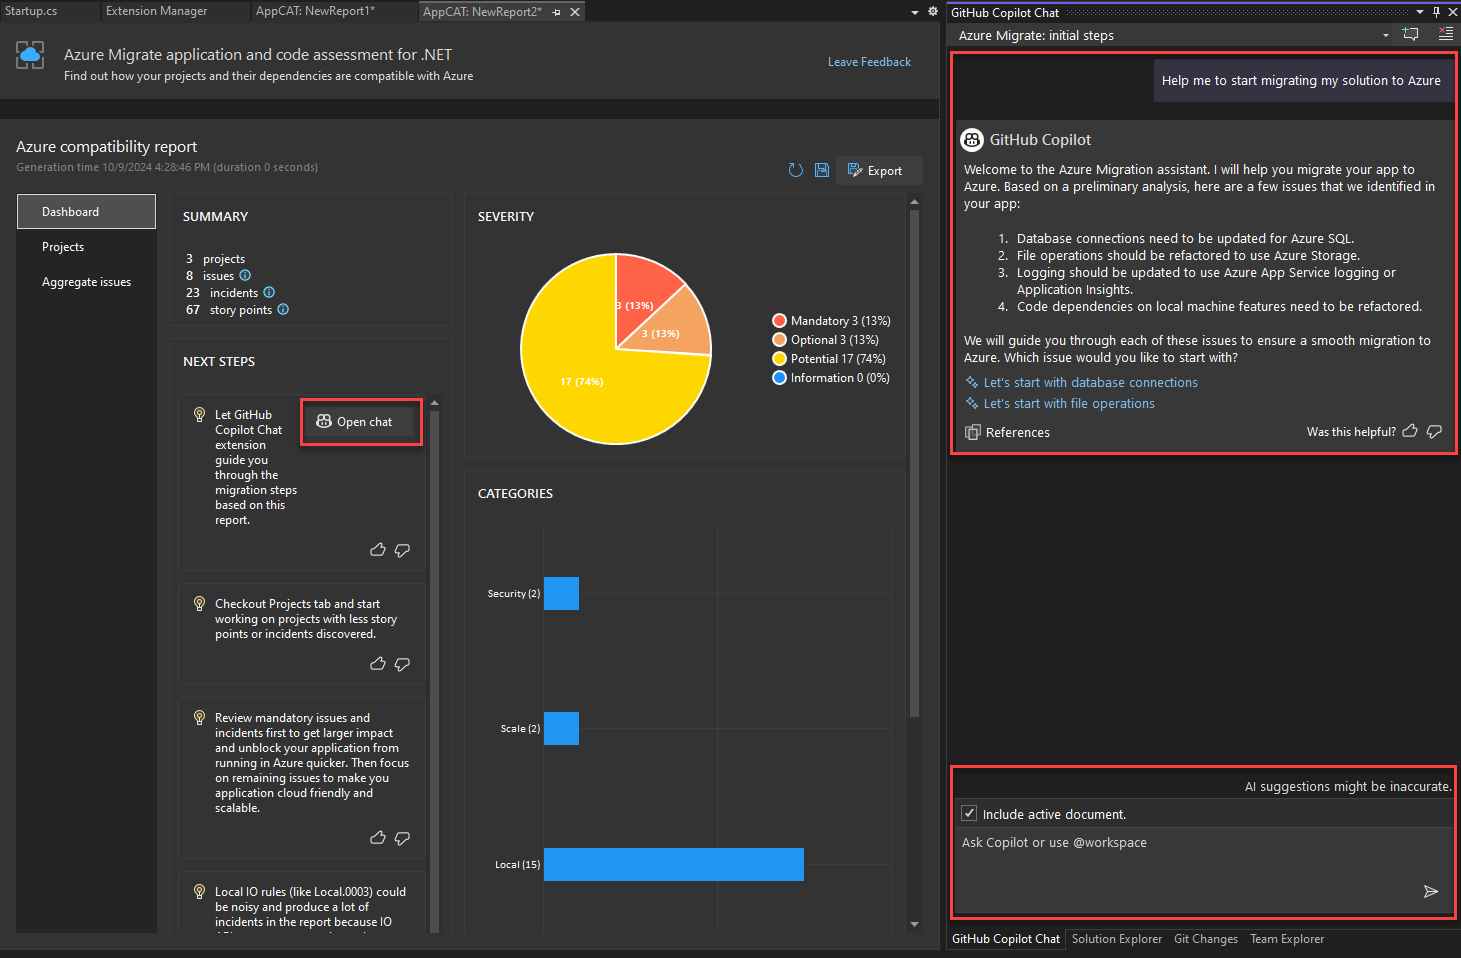 Startup.cs
Extension Manager
AppCAT: NewReport1*
AppCAT: NewReport2*
Azure Migrate application and code assessment for .NET
Find out how your projects and their dependencies are compatible with Azure
Leave Feedback
Azure compatibility report
Generation time 10/9/2024 4:28:46 PM (duration 0 seconds)
Export
Dashboard
Projects
Aggregate issues
SUMMARY
3 projects
8 issues
23 incidents
67 story points
NEXT STEPS
Let GitHub
Copilot Chat
extension
guide you
through the
migration steps
based on this
report.
Open chat
Checkout Projects tab and start
working on projects with less story
points or incidents discovered.
Review mandatory issues and
incidents first to get larger impact
and unblock your application from
running in Azure quicker. Then focus
on remaining issues to make you
application cloud friendly and
scalable.
Local IO rules (like Local.0003) could
be noisy and produce a lot of
incidents in the report because IO
SEVERITY
3 (13%)
3 (13%)
17 (74%)
Mandatory 3 (13%)
Optional 3 (13%)
Potential 17 (74%)
Information 0 (0%)
CATEGORIES
Security (2)
Scale (2)
Local (15)
GitHub Copilot Chat
Azure Migrate: initial steps
Help me to start migrating my solution to Azure
GitHub Copilot
Welcome to the Azure Migration assistant. I will help you migrate your app to
Azure. Based on a preliminary analysis, here are a few issues that we identified in
your app:
1. Database connections need to be updated for Azure SQL.
2. File operations should be refactored to use Azure Storage.
3. Logging should be updated to use Azure App Service logging or
Application Insights.
4. Code dependencies on local machine features need to be refactored.
We will guide you through each of these issues to ensure a smooth migration to
Azure. Which issue would you like to start with?
Let's start with database connections
Let's start with file operations
References
Was this helpful?
AI suggestions might be inaccurate.
Include active document.
Ask Copilot or use @workspace
GitHub Copilot Chat
Solution Explorer
Git Changes
Team Explorer